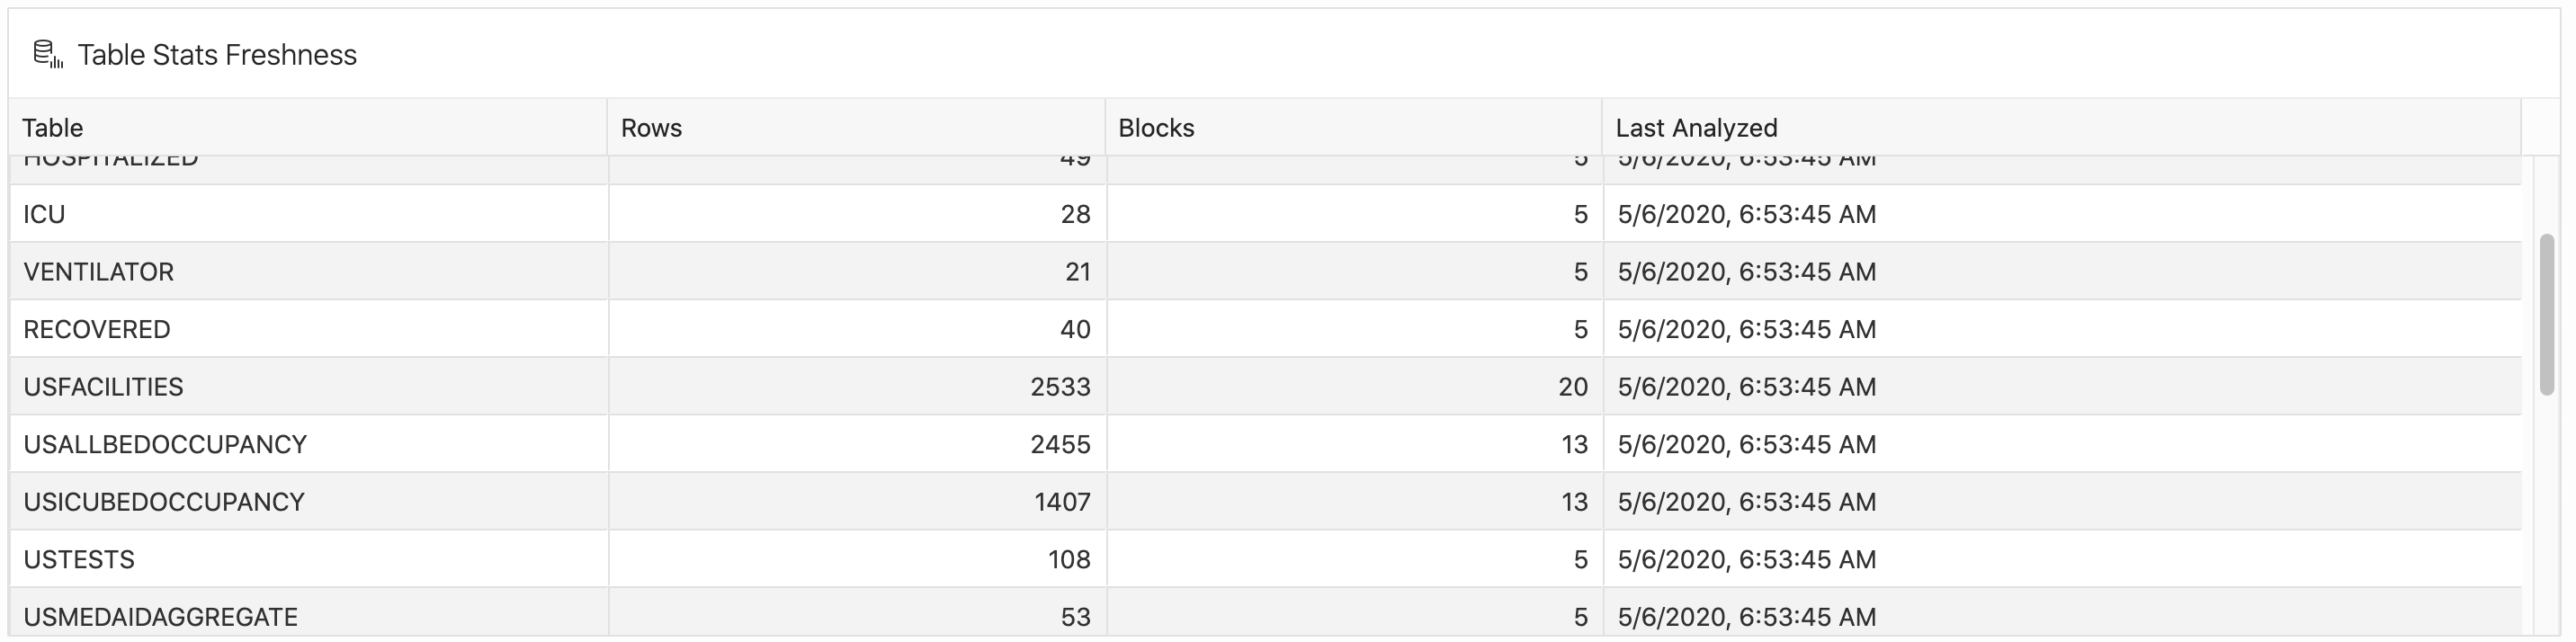 Table Stats Freshness
Table Rows Blocks Last Analyzed
HOSPITALIZED 49 5 5/6/2020, 6:53:45 AM
ICU 28 5 5/6/2020, 6:53:45 AM
VENTILATOR 21 5 5/6/2020, 6:53:45 AM
RECOVERED 40 5 5/6/2020, 6:53:45 AM
USFACILITIES 2533 20 5/6/2020, 6:53:45 AM
USALLBEDOCCUPANCY 2455 13 5/6/2020, 6:53:45 AM
USICUBEDOCCUPANCY 1407 13 5/6/2020, 6:53:45 AM
USTESTS 108 5 5/6/2020, 6:53:45 AM
USMEDAIDAGGREGATE 53 5 5/6/2020, 6:53:45 AM